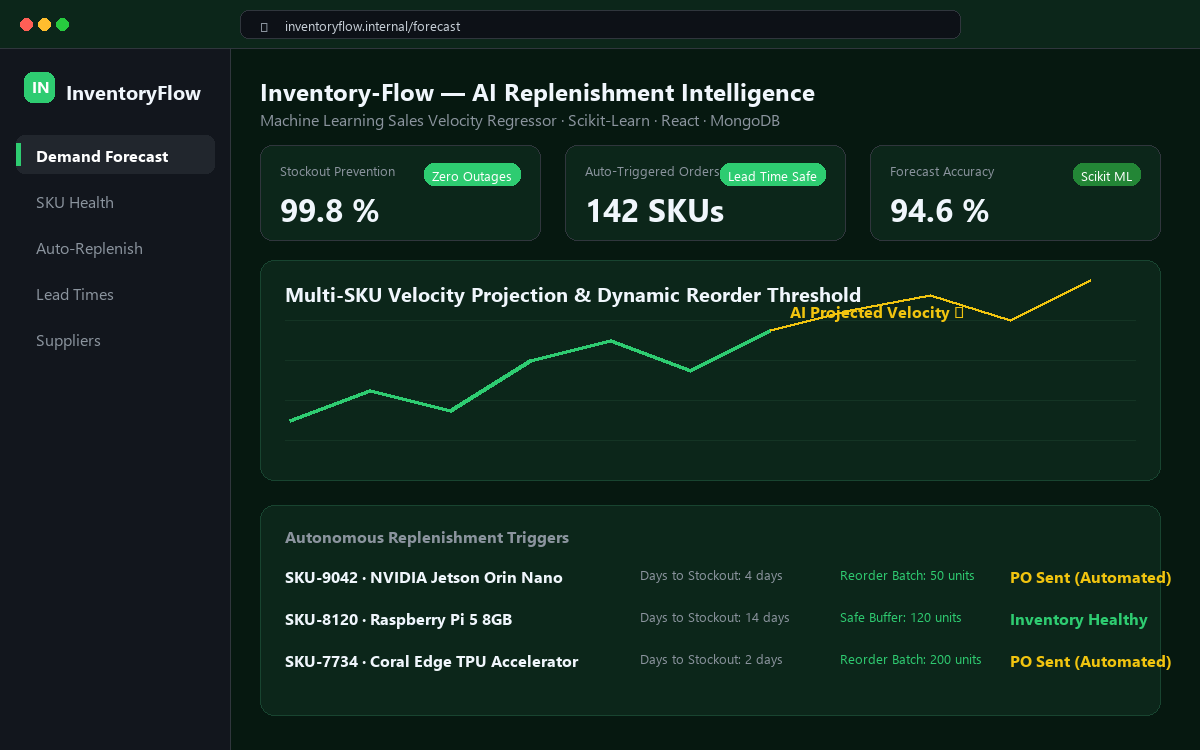 inventoryflow.internal/forecast
IN InventoryFlow
Demand Forecast
SKU Health
Auto-Replenish
Lead Times
Suppliers
Inventory-Flow — AI Replenishment Intelligence
Machine Learning Sales Velocity Regressor · Scikit-Learn · React · MongoDB
Stockout Prevention Zero Outages
99.8 %
Auto-Triggered Orders Lead Time Safe
142 SKUs
Forecast Accuracy Scikit ML
94.6 %
Multi-SKU Velocity Projection & Dynamic Reorder Threshold
AI Projected Velocity
Autonomous Replenishment Triggers
SKU-9042 · NVIDIA Jetson Orin Nano Days to Stockout: 4 days Reorder Batch: 50 units PO Sent (Automated)
SKU-8120 · Raspberry Pi 5 8GB Days to Stockout: 14 days Safe Buffer: 120 units Inventory Healthy
SKU-7734 · Coral Edge TPU Accelerator Days to Stockout: 2 days Reorder Batch: 200 units PO Sent (Automated)